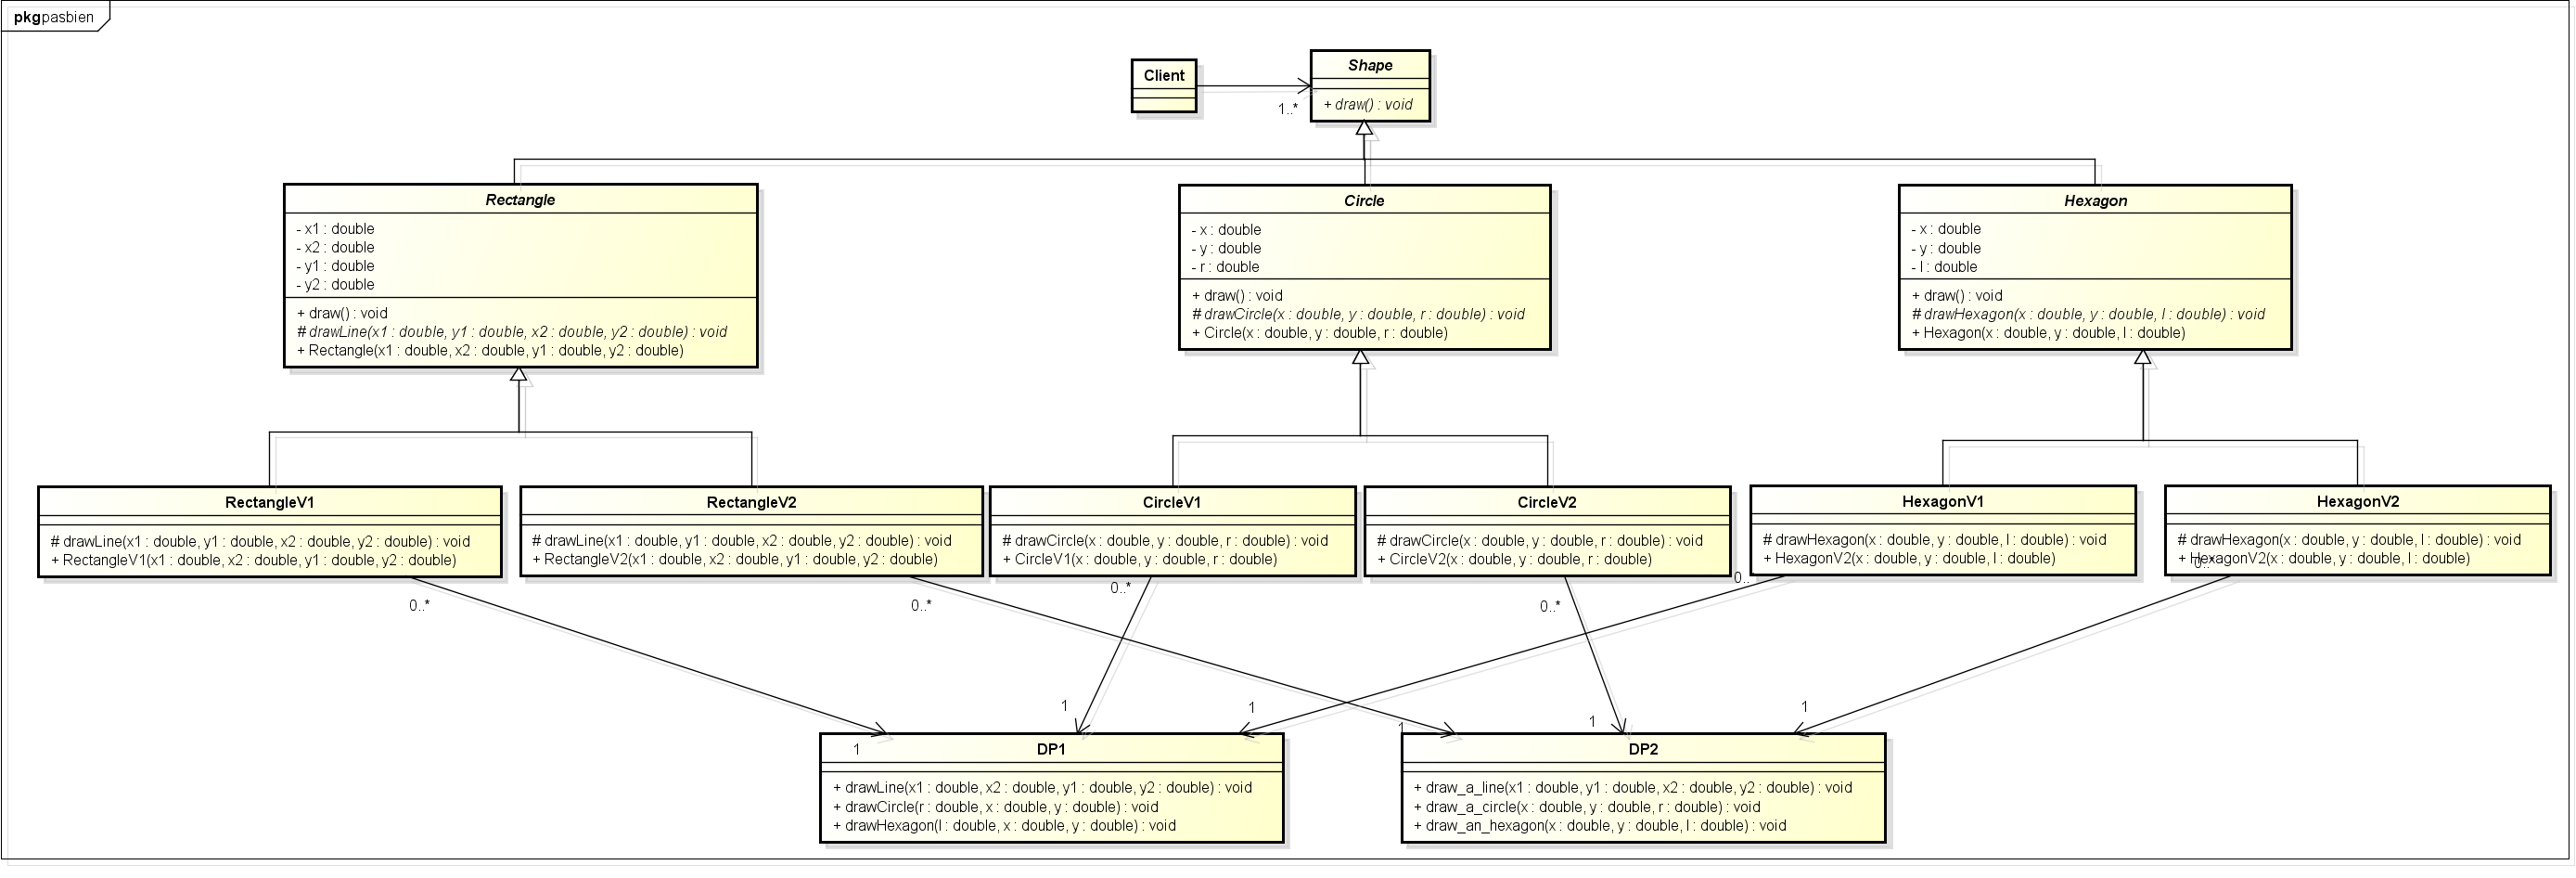 pkg pasbien
Client
1..*
Shape
+ draw() : void
Rectangle
- x1 : double
- x2 : double
- y1 : double
- y2 : double
+ draw() : void
# drawLine(x1 : double, y1 : double, x2 : double, y2 : double) : void
+ Rectangle(x1 : double, x2 : double, y1 : double, y2 : double)
Circle
- x : double
- y : double
- r : double
+ draw() : void
# drawCircle(x : double, y : double, r : double) : void
+ Circle(x : double, y : double, r : double)
Hexagon
- x : double
- y : double
- l : double
+ draw() : void
# drawHexagon(x : double, y : double, l : double) : void
+ Hexagon(x : double, y : double, l : double)
RectangleV1
# drawLine(x1 : double, y1 : double, x2 : double, y2 : double) : void
+ RectangleV1(x1 : double, x2 : double, y1 : double, y2 : double)
RectangleV2
# drawLine(x1 : double, y1 : double, x2 : double, y2 : double) : void
+ RectangleV2(x1 : double, x2 : double, y1 : double, y2 : double)
CircleV1
# drawCircle(x : double, y : double, r : double) : void
+ CircleV1(x : double, y : double, r : double)
CircleV2
# drawCircle(x : double, y : double, r : double) : void
+ CircleV2(x : double, y : double, r : double)
HexagonV1
# drawHexagon(x : double, y : double, l : double) : void
+ HexagonV1(x : double, y : double, l : double)
HexagonV2
# drawHexagon(x : double, y : double, l : double) : void
+ HexagonV2(x : double, y : double, l : double)
0..*
0..*
0..*
0..*
0..
0..
1
1
1
1
1
1
DP1
+ drawLine(x1 : double, x2 : double, y1 : double, y2 : double) : void
+ drawCircle(r : double, x : double, y : double) : void
+ drawHexagon(l : double, x : double, y : double) : void
DP2
+ draw_a_line(x1 : double, y1 : double, x2 : double, y2 : double) : void
+ draw_a_circle(x : double, y : double, r : double) : void
+ draw_an_hexagon(x : double, y : double, l : double) : void